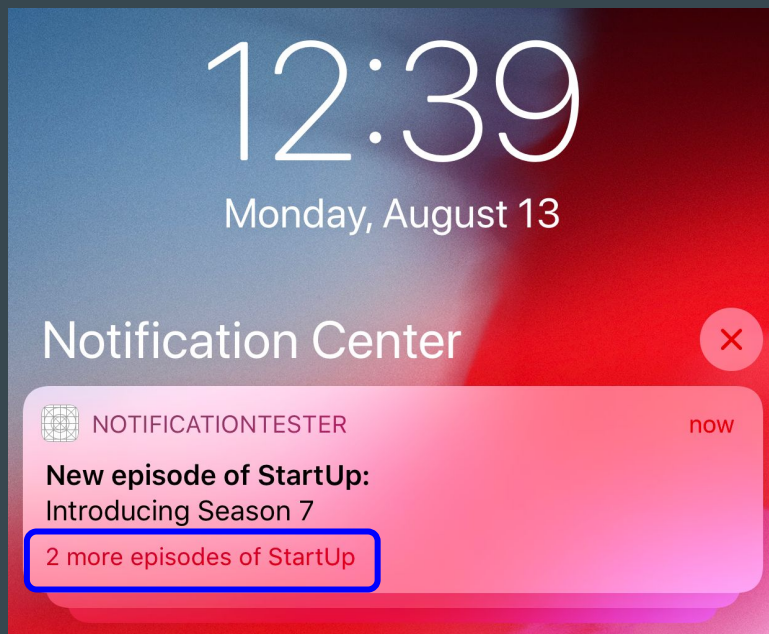 12:39
Monday, August 13
Notification Center
NOTIFICATIONTESTER now
New episode of StartUp:
Introducing Season 7
2 more episodes of StartUp